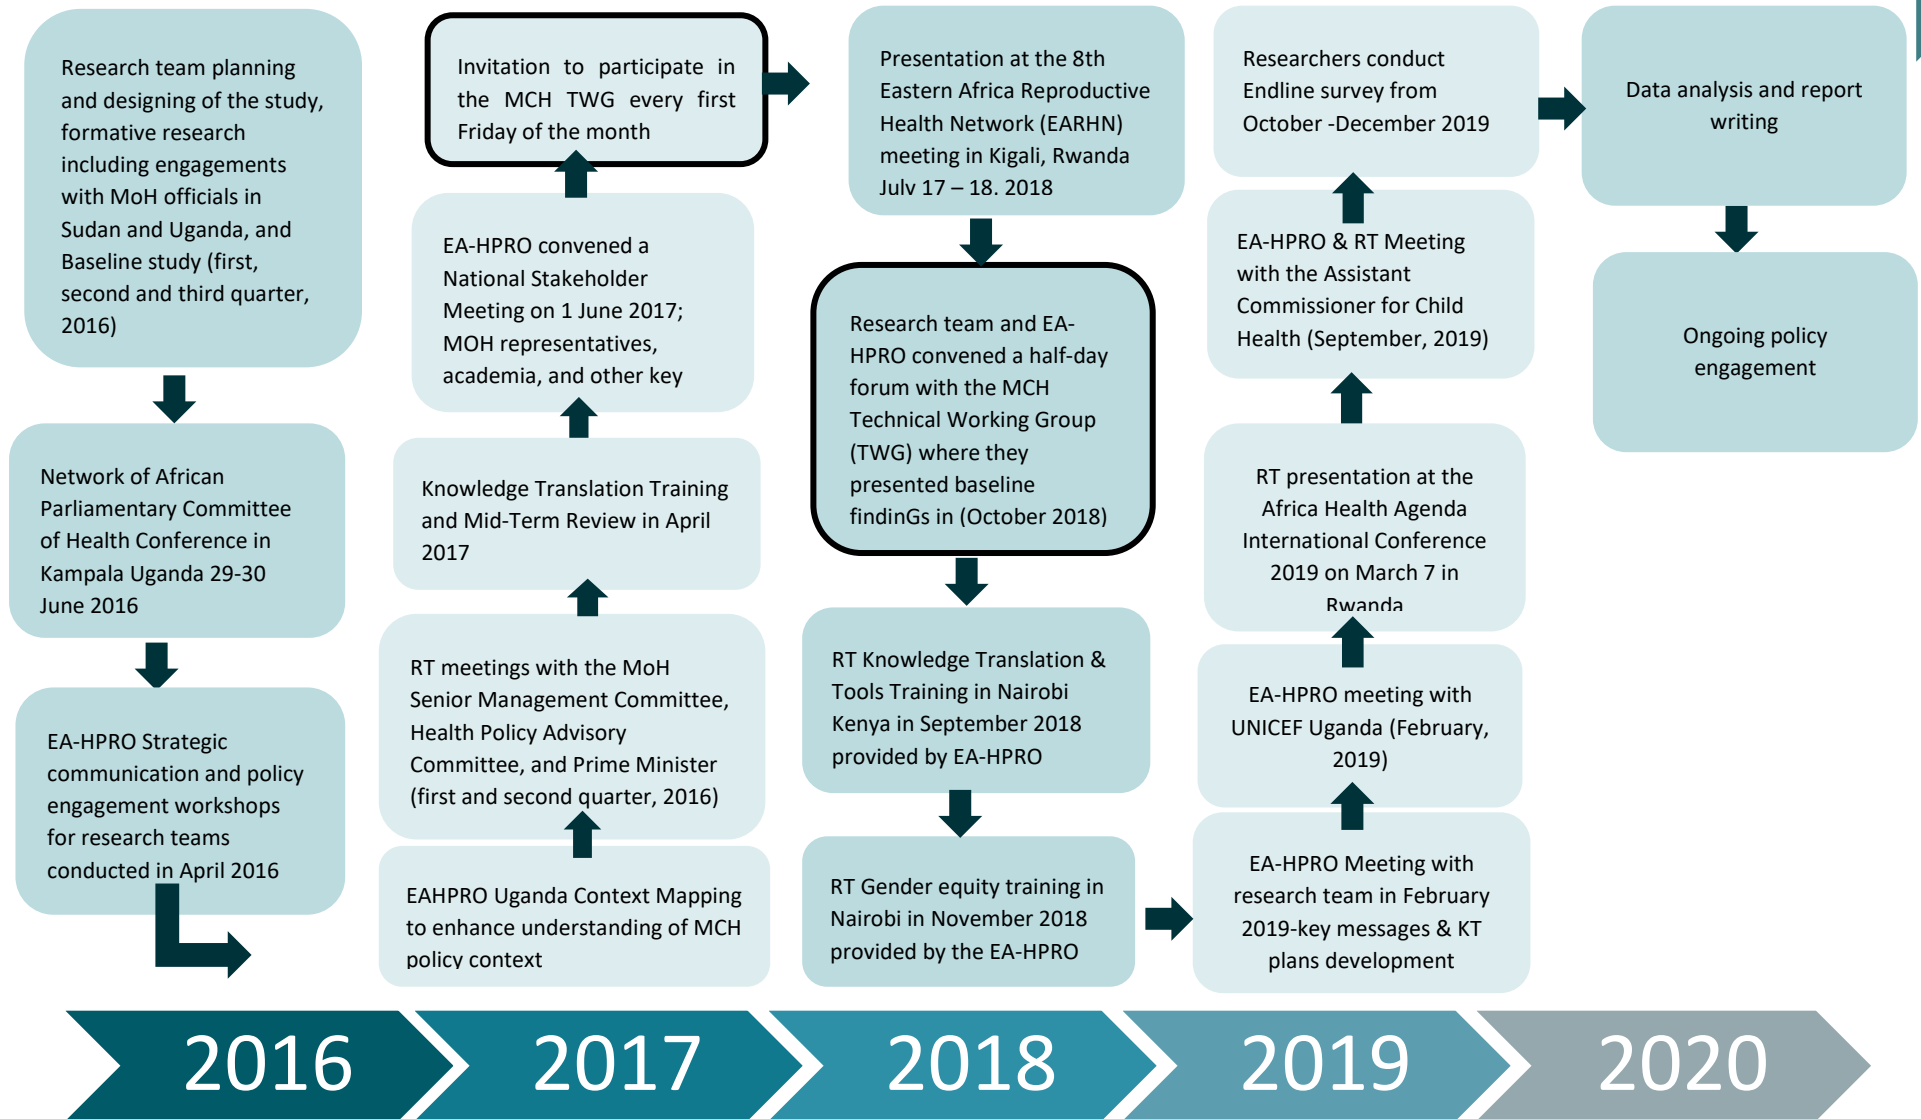 Research team planning
and designing of the study,
formative research
including engagements
with MoH officials in
Sudan and Uganda, and
Baseline study (first,
second and third quarter,
2016)
Network of African
Parliamentary Committee
of Health Conference in
Kampala Uganda 29-30
June 2016
EA-HPRO Strategic
communication and policy
engagement workshops
for research teams
conducted in April 2016
Invitation to participate in
the MCH TWG every first
Friday of the month
EA-HPRO convened a
National Stakeholder
Meeting on 1 June 2017;
MOH representatives,
academia, and other key
Knowledge Translation Training
and Mid-Term Review in April
2017
RT meetings with the MoH
Senior Management Committee,
Health Policy Advisory
Committee, and Prime Minister
(first and second quarter, 2016)
EAHPRO Uganda Context Mapping
to enhance understanding of MCH
policy context
Presentation at the 8th
Eastern Africa Reproductive
Health Network (EARHN)
meeting in Kigali, Rwanda
July 17 – 18. 2018
Research team and EA-
HPRO convened a half-day
forum with the MCH
Technical Working Group
(TWG) where they
presented baseline
findinGs in (October 2018)
RT Knowledge Translation &
Tools Training in Nairobi
Kenya in September 2018
provided by EA-HPRO
RT Gender equity training in
Nairobi in November 2018
provided by the EA-HPRO
Researchers conduct
Endline survey from
October -December 2019
EA-HPRO & RT Meeting
with the Assistant
Commissioner for Child
Health (September, 2019)
RT presentation at the
Africa Health Agenda
International Conference
2019 on March 7 in
Rwanda
EA-HPRO meeting with
UNICEF Uganda (February,
2019)
EA-HPRO Meeting with
research team in February
2019-key messages & KT
plans development
Data analysis and report
writing
Ongoing policy
engagement
2016
2017
2018
2019
2020